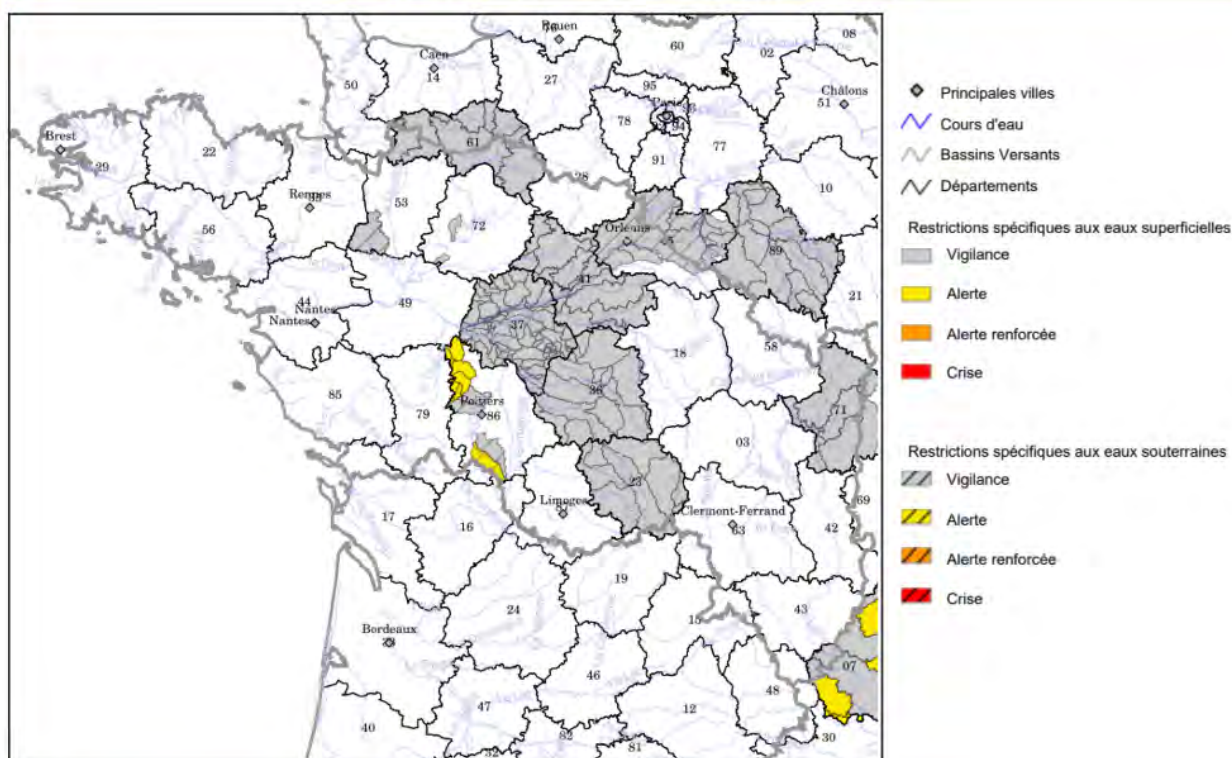 Rouen
60
02
08
Caen
14
50
27
95
Châlons
51
Paris
78
94
77
91
Brest
29
22
61
28
10
Rennes
53
72
56
Orléans
89
41
21
44
Nantes
Nantes
49
37
58
18
85
79
Poitiers
86
36
71
03
23
69
Limoges
Clermont-Ferrand
63
42
17
16
19
43
24
15
Bordeaux
07
46
48
47
12
40
82
81
30
32
Principales villes
Cours d'eau
Bassins Versants
Départements
Restrictions spécifiques aux eaux superficielles
Vigilance
Alerte
Alerte renforcée
Crise
Restrictions spécifiques aux eaux souterraines
Vigilance
Alerte
Alerte renforcée
Crise